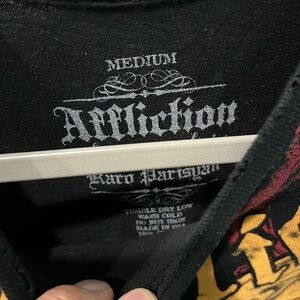 MEDIUM
Affliction
Karo Parisyan
TUMBLE DRY LOW
WASH COLD
DO NOT IRON
MADE IN USA